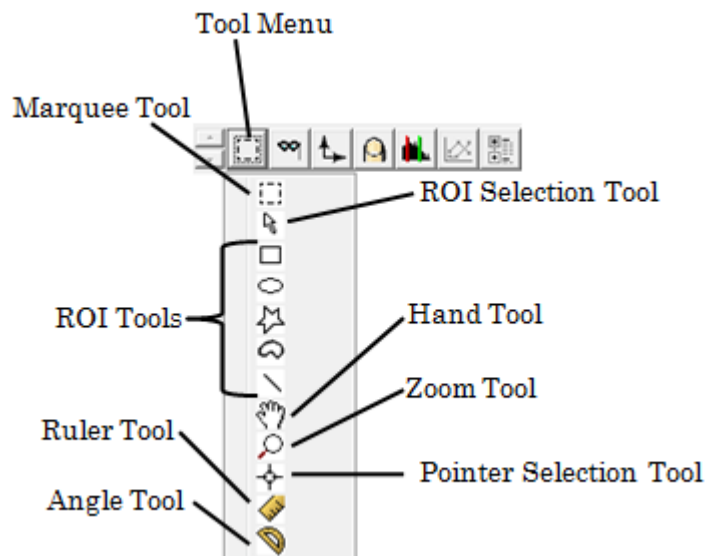 Tool Menu
Marquee Tool
ROI Selection Tool
ROI Tools
Hand Tool
Zoom Tool
Ruler Tool
Pointer Selection Tool
Angle Tool